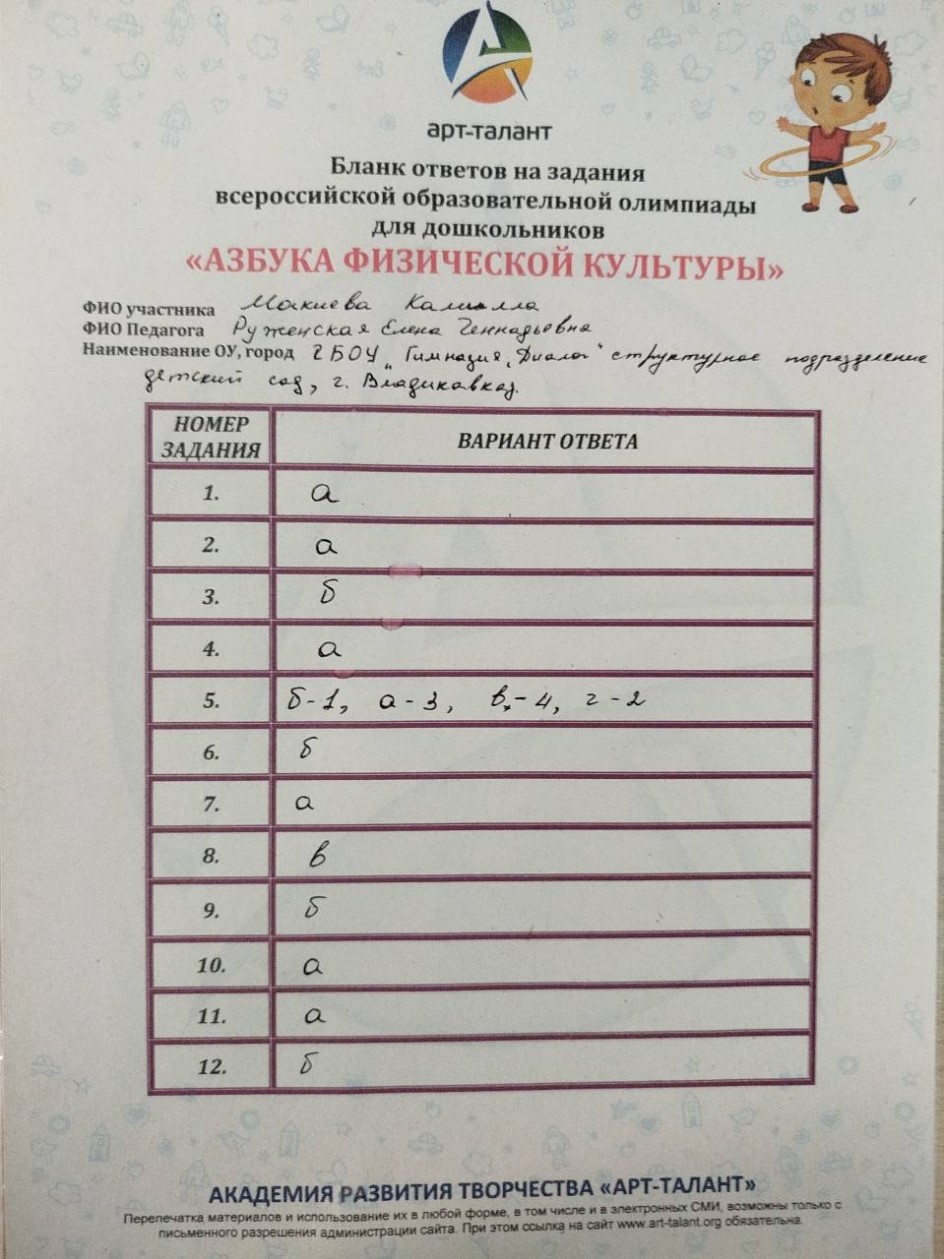 арт-талант
Бланк ответов на задания
всероссийской образовательной олимпиады
для дошкольников
«АЗБУКА ФИЗИЧЕСКОЙ КУЛЬТУРЫ»
ФИО участника Макиева Камилла
ФИО Педагога Руженская Елена Геннадьевна
Наименование ОУ, город ГБОУ „Гимназия „Диалог“ структурное подразделение
детский сад, г. Владикавказ.
НОМЕР ЗАДАНИЯ ВАРИАНТ ОТВЕТА
1. а
2. а
3. б
4. а
5. б-1, а-3, в-4, г-2
6. б
7. а
8. в
9. б
10. а
11. а
12. б
АКАДЕМИЯ РАЗВИТИЯ ТВОРЧЕСТВА «АРТ-ТАЛАНТ»
Перепечатка материалов и использование их в любой форме, в том числе и в электронных СМИ, возможны только с
письменного разрешения администрации сайта. При этом ссылка на сайт www.art-talant.org обязательна.